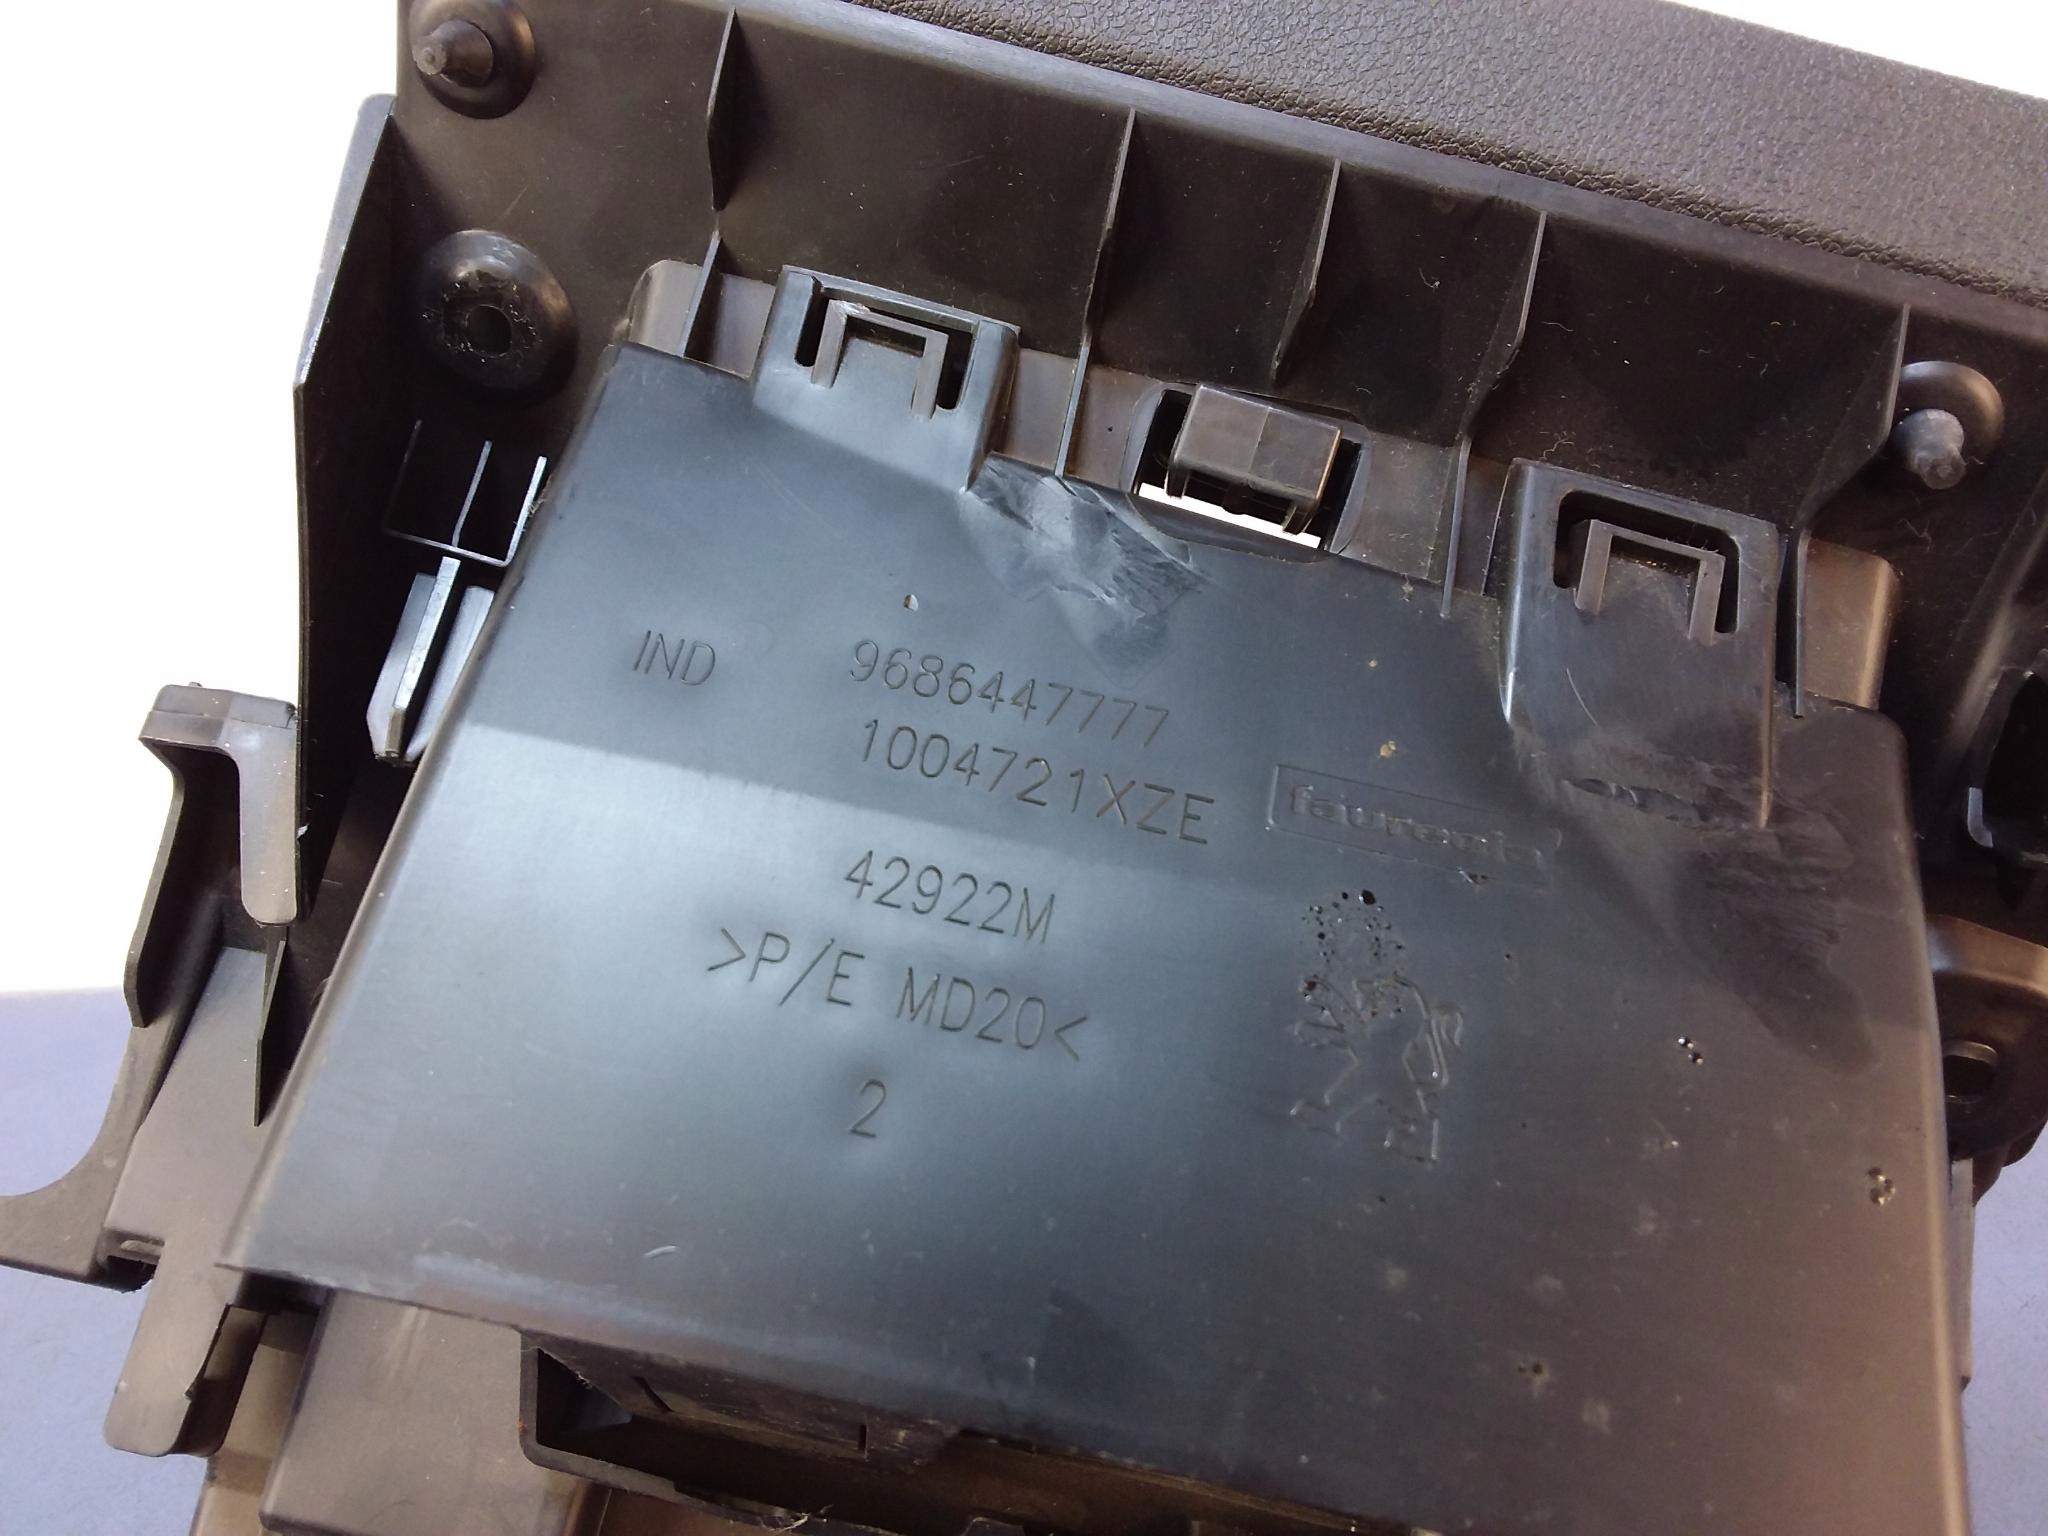 IND 9686447777
1004721XZE
faurecia
42922M
>P/E MD20<
2